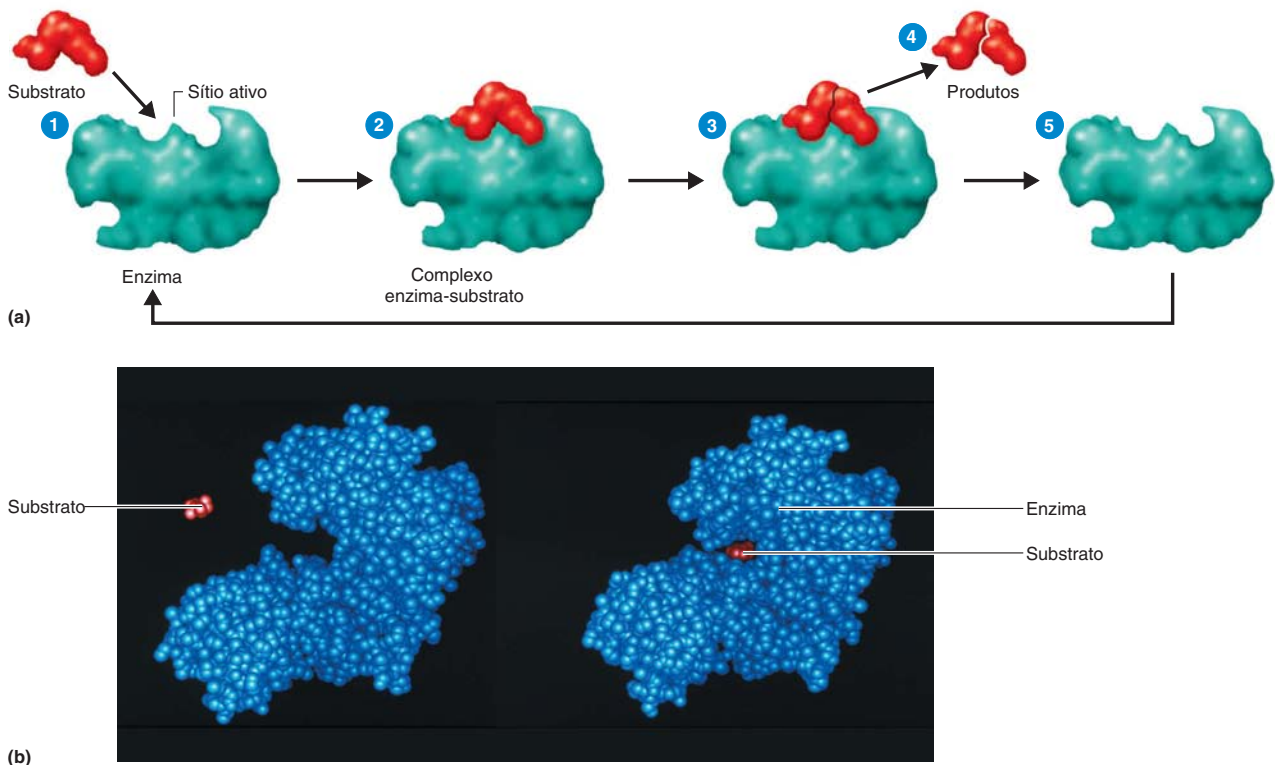 4
Substrato
Sítio ativo
Produtos
1
2
3
5
Enzima
Complexo
enzima-substrato
(a)
Substrato
Enzima
Substrato
(b)